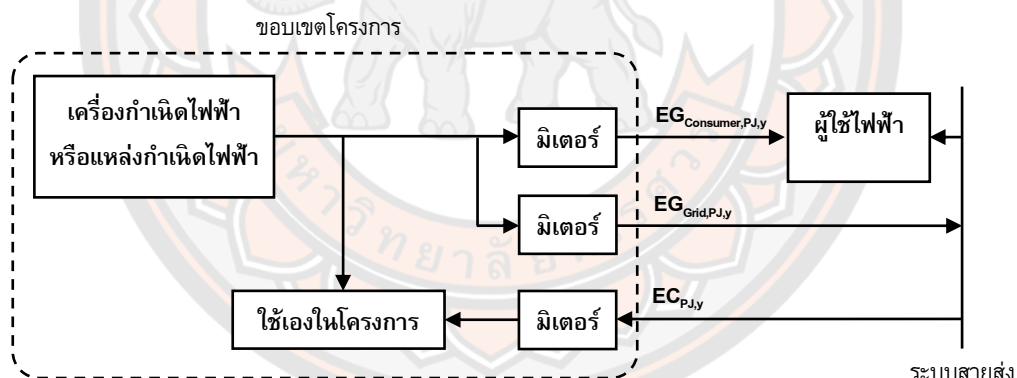 ขอบเขตโครงการ
เครื่องกำเนิดไฟฟ้า
หรือแหล่งกำเนิดไฟฟ้า
มิเตอร์
EGConsumer,PJ,y
ผู้ใช้ไฟฟ้า
มิเตอร์
EGGrid,PJ,y
ใช้เองในโครงการ
มิเตอร์
ECPJ,y
ระบบสายส่ง